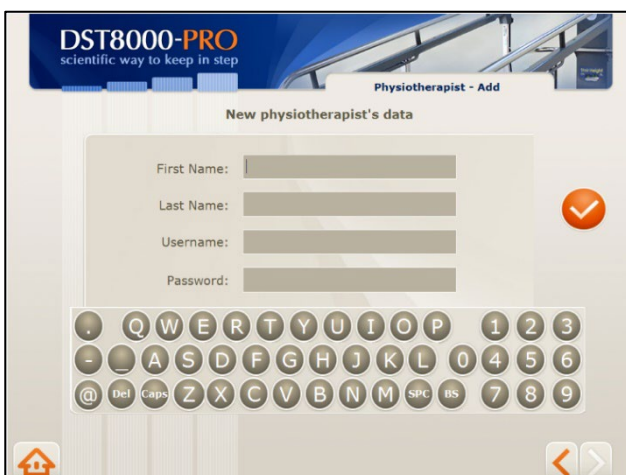 DST8000-PRO
scientific way to keep in step
Physiotherapist - Add
New physiotherapist's data
First Name:
Last Name:
Username:
Password:
. Q W E R T Y U I O P 1 2 3
- _ A S D F G H J K L 0 4 5 6
@ Del Caps Z X C V B N M SPC BS 7 8 9